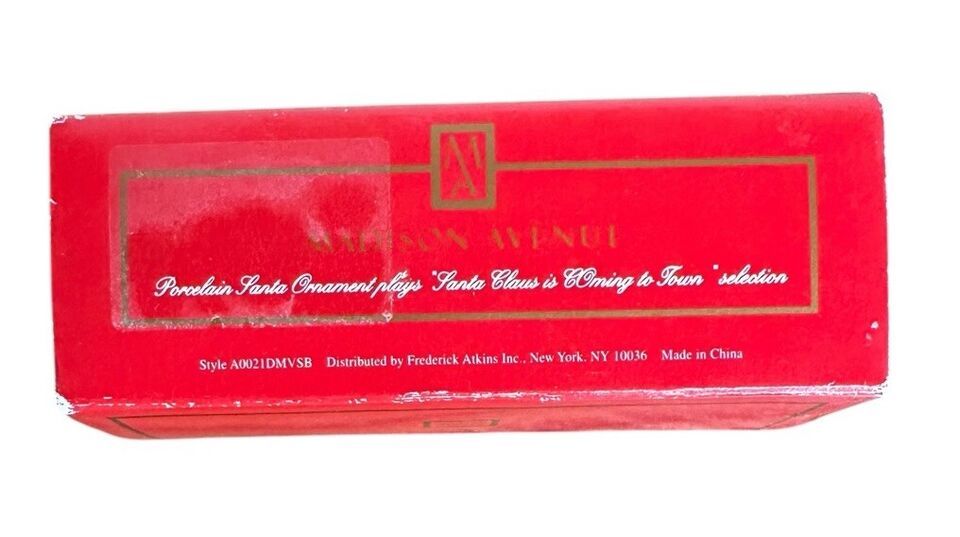 MA
MADISON AVENUE
Porcelain Santa Ornament plays "Santa Claus is COming to Town" selection
Style A0021DMVSB Distributed by Frederick Atkins Inc., New York, NY 10036 Made in China